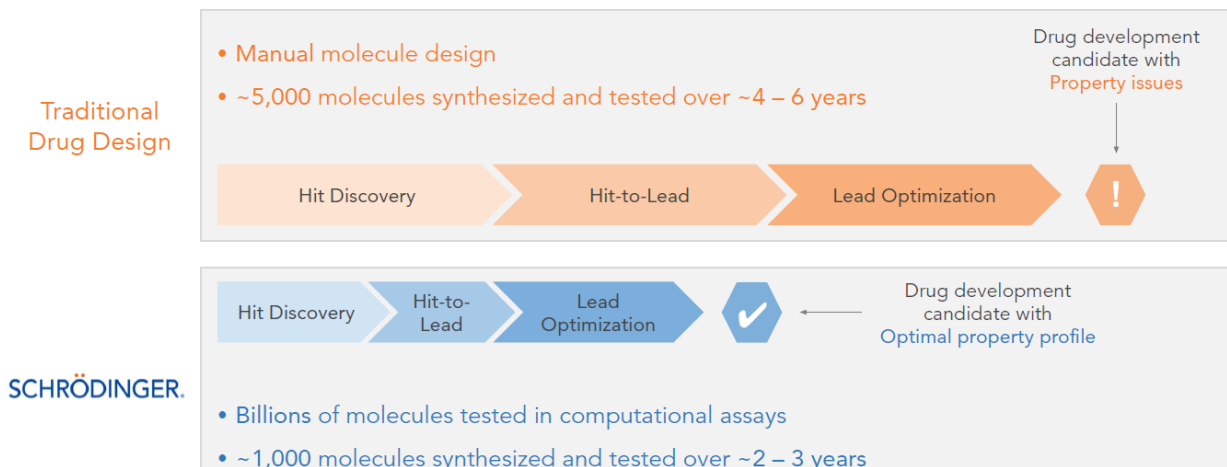 Traditional
Drug Design
• Manual molecule design
• ~5,000 molecules synthesized and tested over ~4 – 6 years
Drug development
candidate with
Property issues
Hit Discovery
Hit-to-Lead
Lead Optimization
!
SCHRÖDINGER.
Hit Discovery
Hit-to-
Lead
Lead
Optimization
Drug development
candidate with
Optimal property profile
• Billions of molecules tested in computational assays
• ~1,000 molecules synthesized and tested over ~2 – 3 years